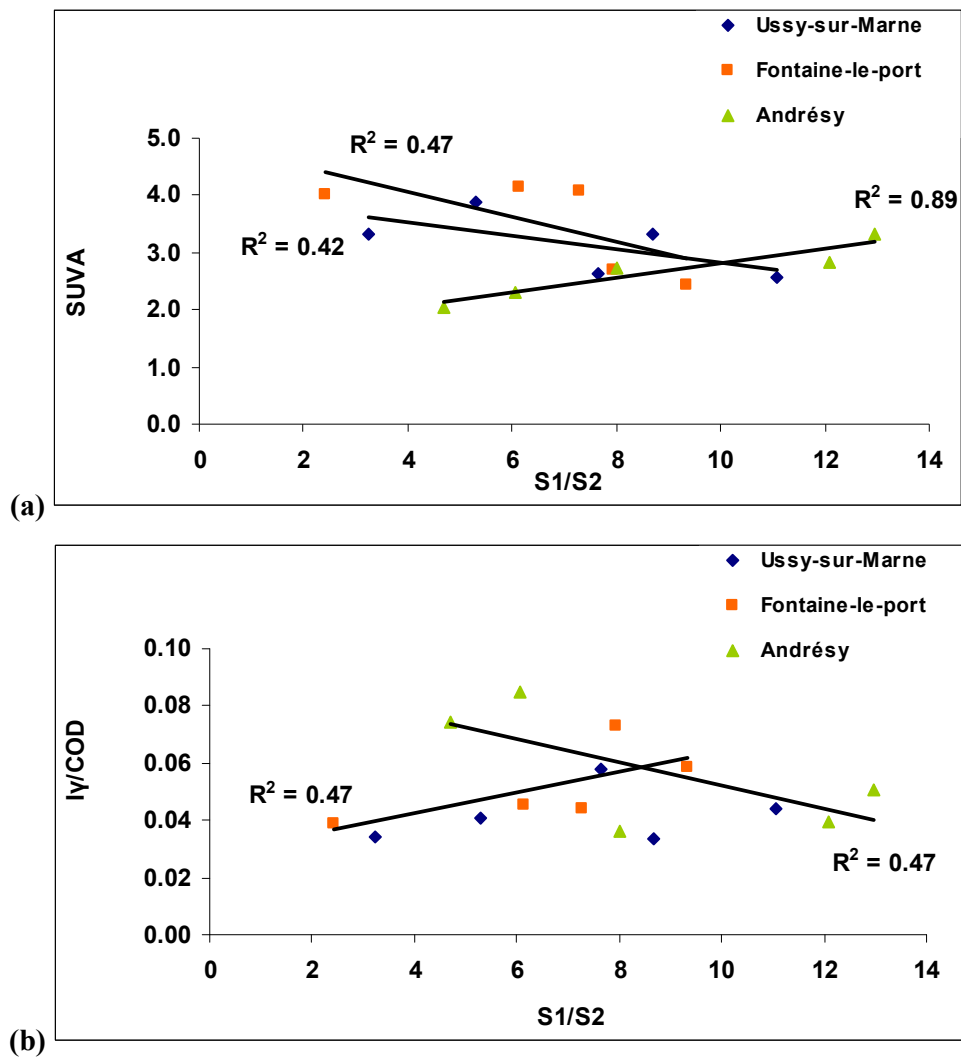 Ussy-sur-Marne
Fontaine-le-port
Andrésy
5.0
4.0
3.0
2.0
1.0
0.0
SUVA
R² = 0.47
R² = 0.42
R² = 0.89
0 2 4 6 8 10 12 14
S1/S2
(a)
Ussy-sur-Marne
Fontaine-le-port
Andrésy
0.10
0.08
0.06
0.04
0.02
0.00
Iγ/COD
R² = 0.47
R² = 0.47
0 2 4 6 8 10 12 14
S1/S2
(b)